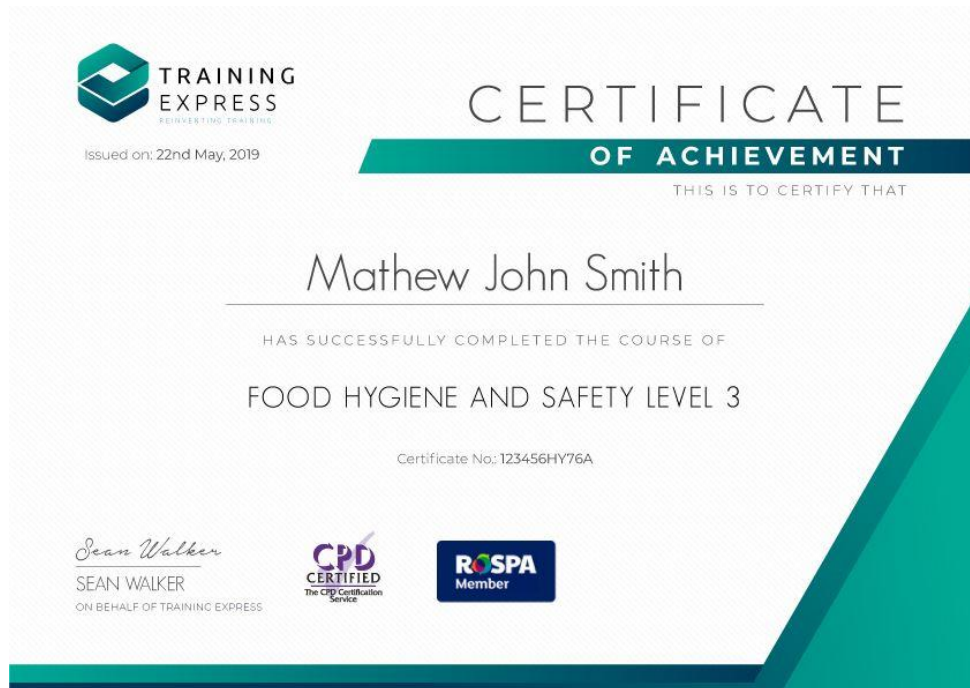 TRAINING
EXPRESS
REINVENTING TRAINING
Issued on: 22nd May, 2019
CERTIFICATE
OF ACHIEVEMENT
THIS IS TO CERTIFY THAT
Mathew John Smith
HAS SUCCESSFULLY COMPLETED THE COURSE OF
FOOD HYGIENE AND SAFETY LEVEL 3
Certificate No.: 123456HY76A
Sean Walker
SEAN WALKER
ON BEHALF OF TRAINING EXPRESS
CPD
CERTIFIED
The CPD Certification
Service
RoSPA
Member